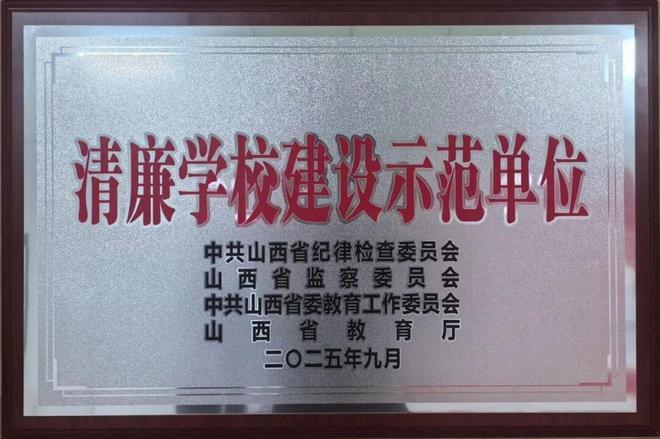 清廉学校建设示范单位
中共山西省纪律检查委员会
山西省监察委员会
中共山西省委教育工作委员会
山西省教育厅
二〇二五年九月